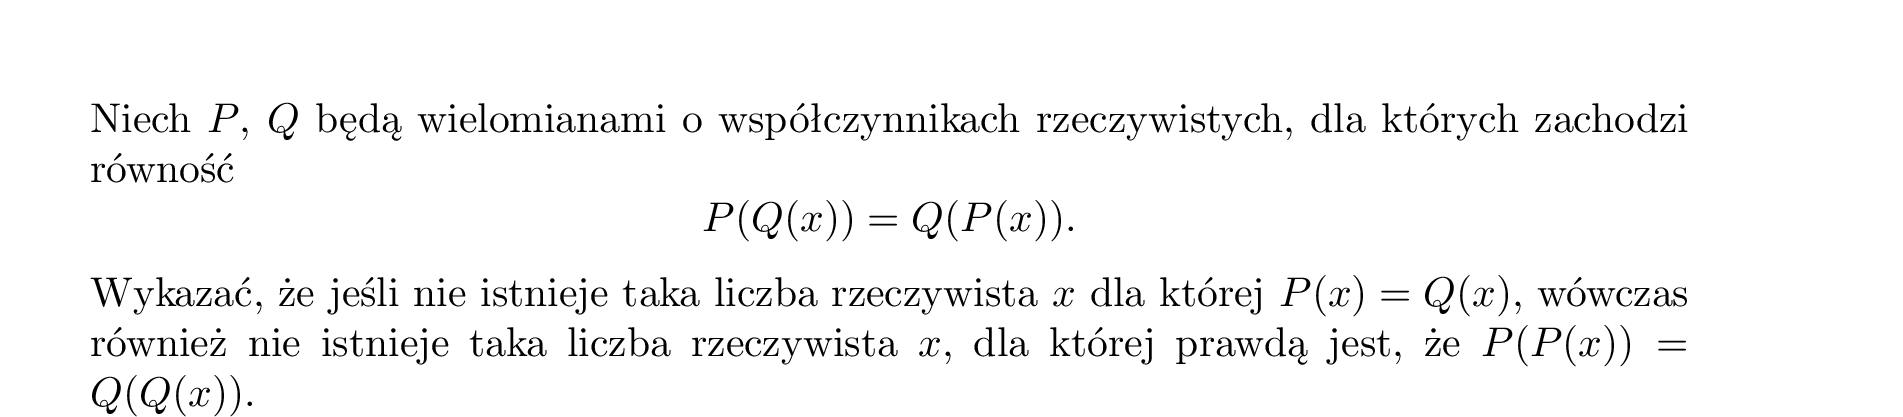 Niech P, Q będą wielomianami o współczynnikach rzeczywistych, dla których zachodzi
równość
P(Q(x)) = Q(P(x)).
Wykazać, że jeśli nie istnieje taka liczba rzeczywista x dla której P(x) = Q(x), wówczas
również nie istnieje taka liczba rzeczywista x, dla której prawdą jest, że P(P(x)) =
Q(Q(x)).